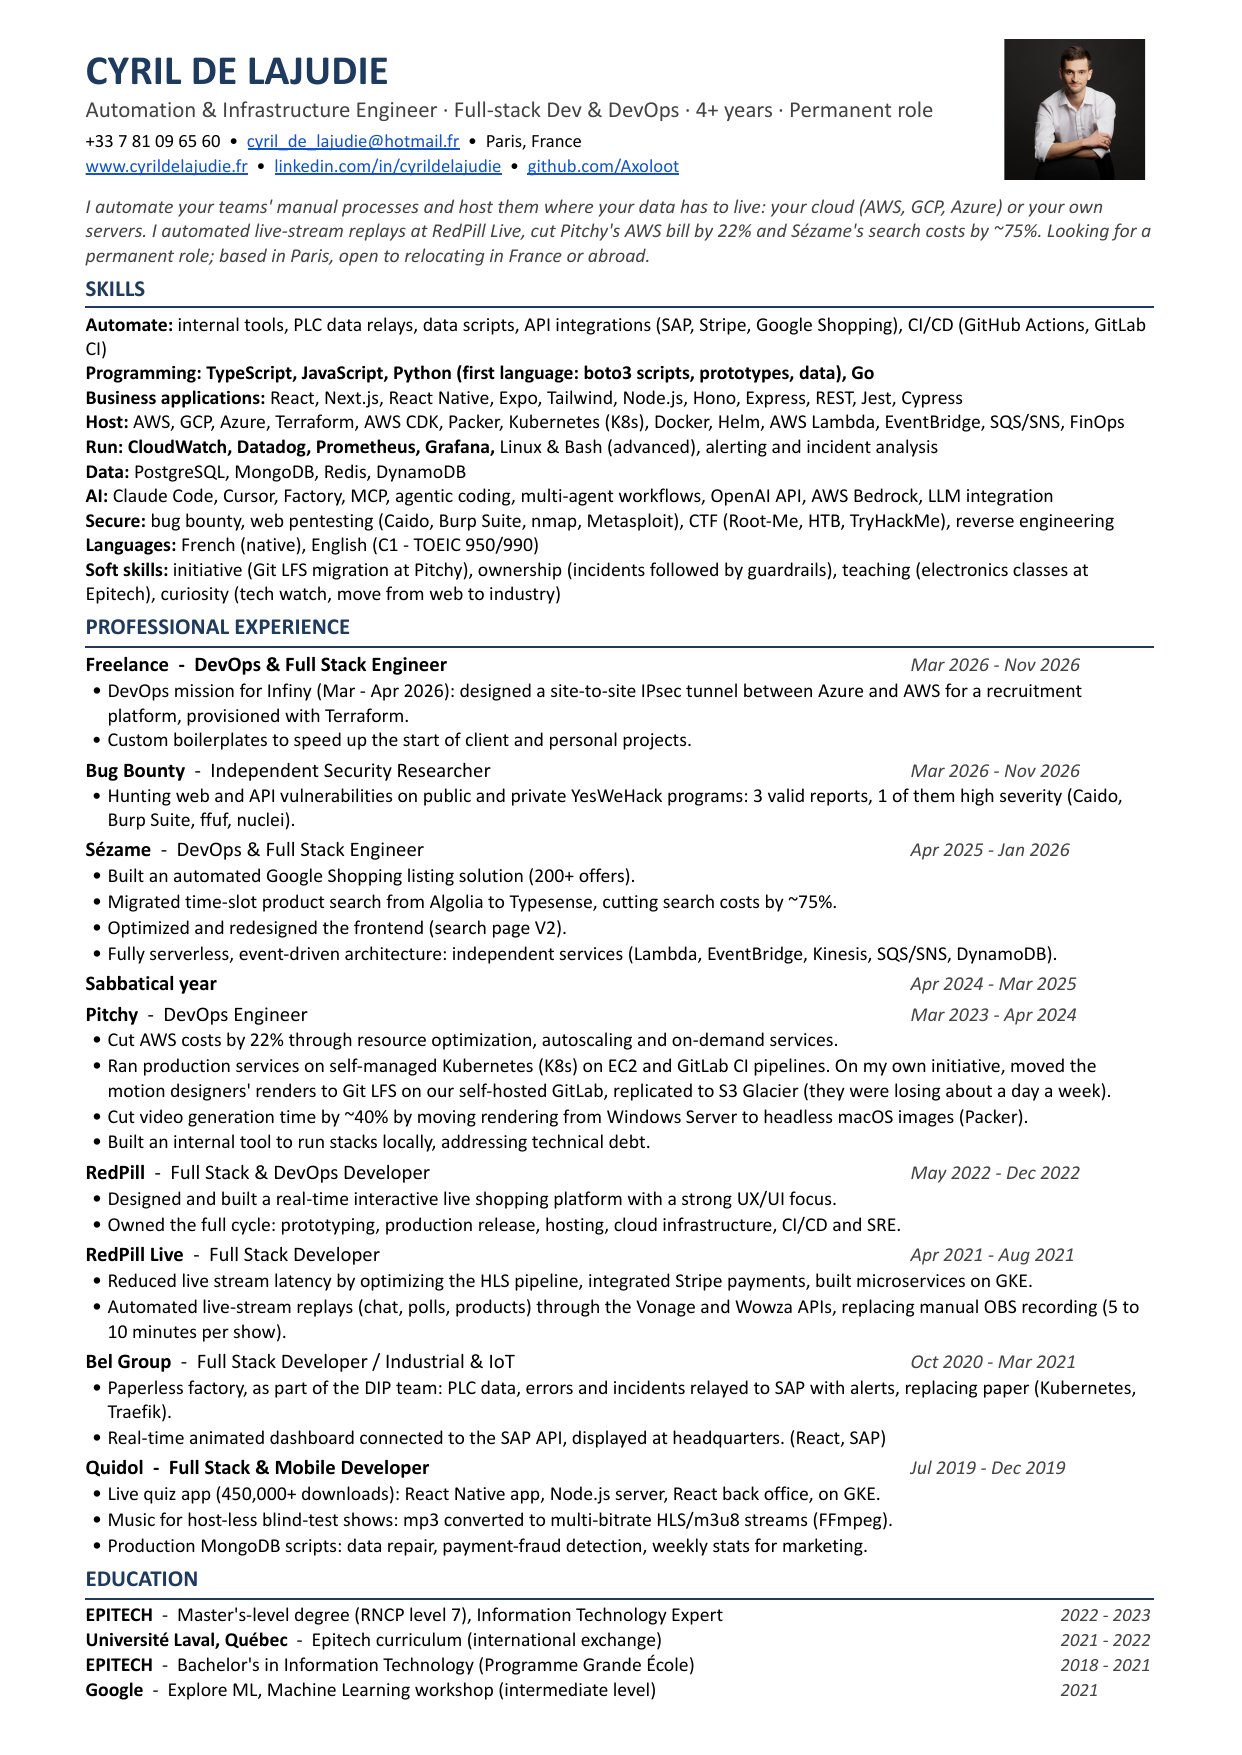 CYRIL DE LAJUDIE
Automation & Infrastructure Engineer · Full-stack Dev & DevOps · 4+ years · Permanent role
+33 7 81 09 65 60 • cyril_de_lajudie@hotmail.fr • Paris, France
www.cyrildelajudie.fr • linkedin.com/in/cyrildelajudie • github.com/Axoloot
I automate your teams' manual processes and host them where your data has to live: your cloud (AWS, GCP, Azure) or your own
servers. I automated live-stream replays at RedPill Live, cut Pitchy's AWS bill by 22% and Sézame's search costs by ~75%. Looking for a
permanent role; based in Paris, open to relocating in France or abroad.
SKILLS
Automate: internal tools, PLC data relays, data scripts, API integrations (SAP, Stripe, Google Shopping), CI/CD (GitHub Actions, GitLab
CI)
Programming: TypeScript, JavaScript, Python (first language: boto3 scripts, prototypes, data), Go
Business applications: React, Next.js, React Native, Expo, Tailwind, Node.js, Hono, Express, REST, Jest, Cypress
Host: AWS, GCP, Azure, Terraform, AWS CDK, Packer, Kubernetes (K8s), Docker, Helm, AWS Lambda, EventBridge, SQS/SNS, FinOps
Run: CloudWatch, Datadog, Prometheus, Grafana, Linux & Bash (advanced), alerting and incident analysis
Data: PostgreSQL, MongoDB, Redis, DynamoDB
AI: Claude Code, Cursor, Factory, MCP, agentic coding, multi-agent workflows, OpenAI API, AWS Bedrock, LLM integration
Secure: bug bounty, web pentesting (Caido, Burp Suite, nmap, Metasploit), CTF (Root-Me, HTB, TryHackMe), reverse engineering
Languages: French (native), English (C1 - TOEIC 950/990)
Soft skills: initiative (Git LFS migration at Pitchy), ownership (incidents followed by guardrails), teaching (electronics classes at
Epitech), curiosity (tech watch, move from web to industry)
PROFESSIONAL EXPERIENCE
Freelance - DevOps & Full Stack Engineer Mar 2026 - Nov 2026
• DevOps mission for Infiny (Mar - Apr 2026): designed a site-to-site IPsec tunnel between Azure and AWS for a recruitment
platform, provisioned with Terraform.
• Custom boilerplates to speed up the start of client and personal projects.
Bug Bounty - Independent Security Researcher Mar 2026 - Nov 2026
• Hunting web and API vulnerabilities on public and private YesWeHack programs: 3 valid reports, 1 of them high severity (Caido,
Burp Suite, ffuf, nuclei).
Sézame - DevOps & Full Stack Engineer Apr 2025 - Jan 2026
• Built an automated Google Shopping listing solution (200+ offers).
• Migrated time-slot product search from Algolia to Typesense, cutting search costs by ~75%.
• Optimized and redesigned the frontend (search page V2).
• Fully serverless, event-driven architecture: independent services (Lambda, EventBridge, Kinesis, SQS/SNS, DynamoDB).
Sabbatical year Apr 2024 - Mar 2025
Pitchy - DevOps Engineer Mar 2023 - Apr 2024
• Cut AWS costs by 22% through resource optimization, autoscaling and on-demand services.
• Ran production services on self-managed Kubernetes (K8s) on EC2 and GitLab CI pipelines. On my own initiative, moved the
motion designers' renders to Git LFS on our self-hosted GitLab, replicated to S3 Glacier (they were losing about a day a week).
• Cut video generation time by ~40% by moving rendering from Windows Server to headless macOS images (Packer).
• Built an internal tool to run stacks locally, addressing technical debt.
RedPill - Full Stack & DevOps Developer May 2022 - Dec 2022
• Designed and built a real-time interactive live shopping platform with a strong UX/UI focus.
• Owned the full cycle: prototyping, production release, hosting, cloud infrastructure, CI/CD and SRE.
RedPill Live - Full Stack Developer Apr 2021 - Aug 2021
• Reduced live stream latency by optimizing the HLS pipeline, integrated Stripe payments, built microservices on GKE.
• Automated live-stream replays (chat, polls, products) through the Vonage and Wowza APIs, replacing manual OBS recording (5 to
10 minutes per show).
Bel Group - Full Stack Developer / Industrial & IoT Oct 2020 - Mar 2021
• Paperless factory, as part of the DIP team: PLC data, errors and incidents relayed to SAP with alerts, replacing paper (Kubernetes,
Traefik).
• Real-time animated dashboard connected to the SAP API, displayed at headquarters. (React, SAP)
Quidol - Full Stack & Mobile Developer Jul 2019 - Dec 2019
• Live quiz app (450,000+ downloads): React Native app, Node.js server, React back office, on GKE.
• Music for host-less blind-test shows: mp3 converted to multi-bitrate HLS/m3u8 streams (FFmpeg).
• Production MongoDB scripts: data repair, payment-fraud detection, weekly stats for marketing.
EDUCATION
EPITECH - Master's-level degree (RNCP level 7), Information Technology Expert 2022 - 2023
Université Laval, Québec - Epitech curriculum (international exchange) 2021 - 2022
EPITECH - Bachelor's in Information Technology (Programme Grande École) 2018 - 2021
Google - Explore ML, Machine Learning workshop (intermediate level) 2021